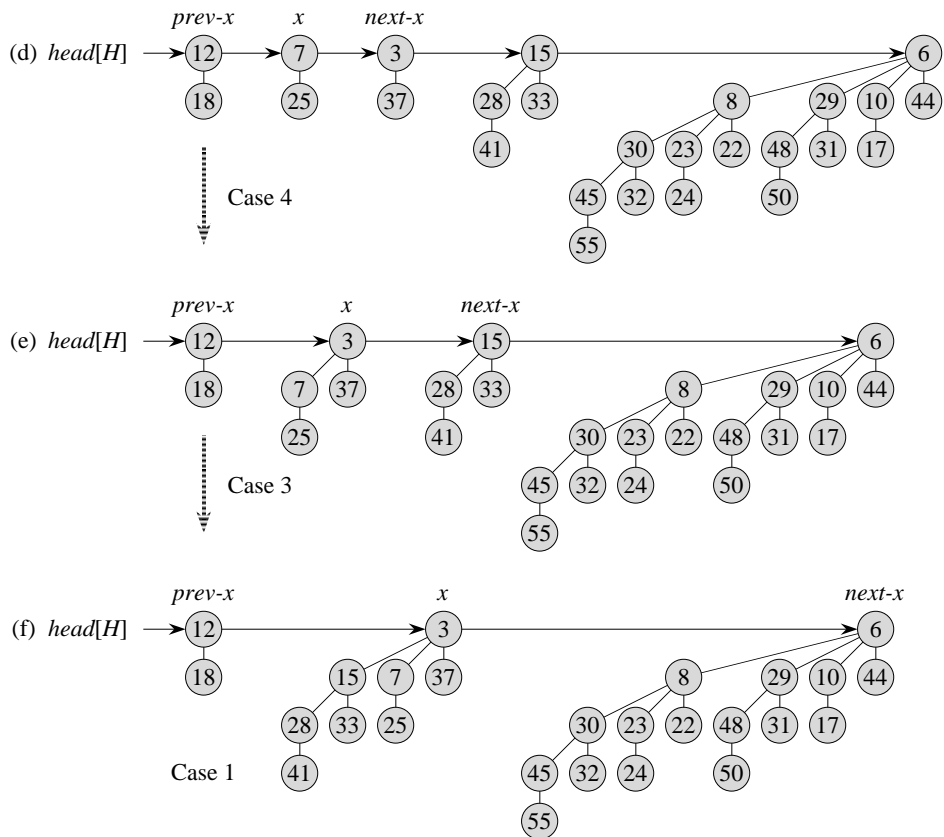 prev-x x next-x
(d) head[H] 12 7 3 15 6
18 25 37 28 33 8 29 10 44
41 30 23 22 48 31 17
Case 4 45 32 24 50
55
prev-x x next-x
(e) head[H] 12 3 15 6
18 7 37 28 33 8 29 10 44
25 41 30 23 22 48 31 17
Case 3 45 32 24 50
55
prev-x x next-x
(f) head[H] 12 3 6
18 15 7 37 8 29 10 44
28 33 25 30 23 22 48 31 17
Case 1 41 45 32 24 50
55